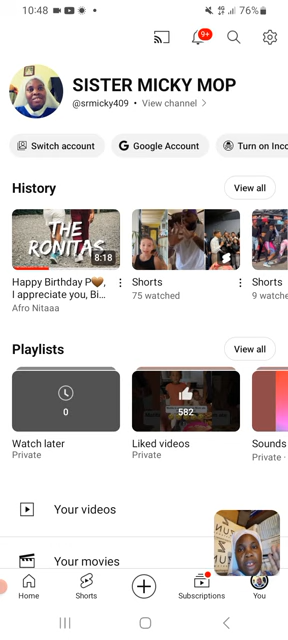 10:48
4G
76%
9+
SISTER MICKY MOP
@srmicky409 • View channel
Switch account
Google Account
Turn on Inco
History
View all
THE
RONITAS
8:18
Happy Birthday P🤎,
I appreciate you, Bi...
Afro Nitaaa
Shorts
75 watched
Shorts
9 watche
Playlists
View all
0
582
Watch later
Private
Liked videos
Private
Sounds
Private ·
Your videos
Your movies
Home
Shorts
Subscriptions
You